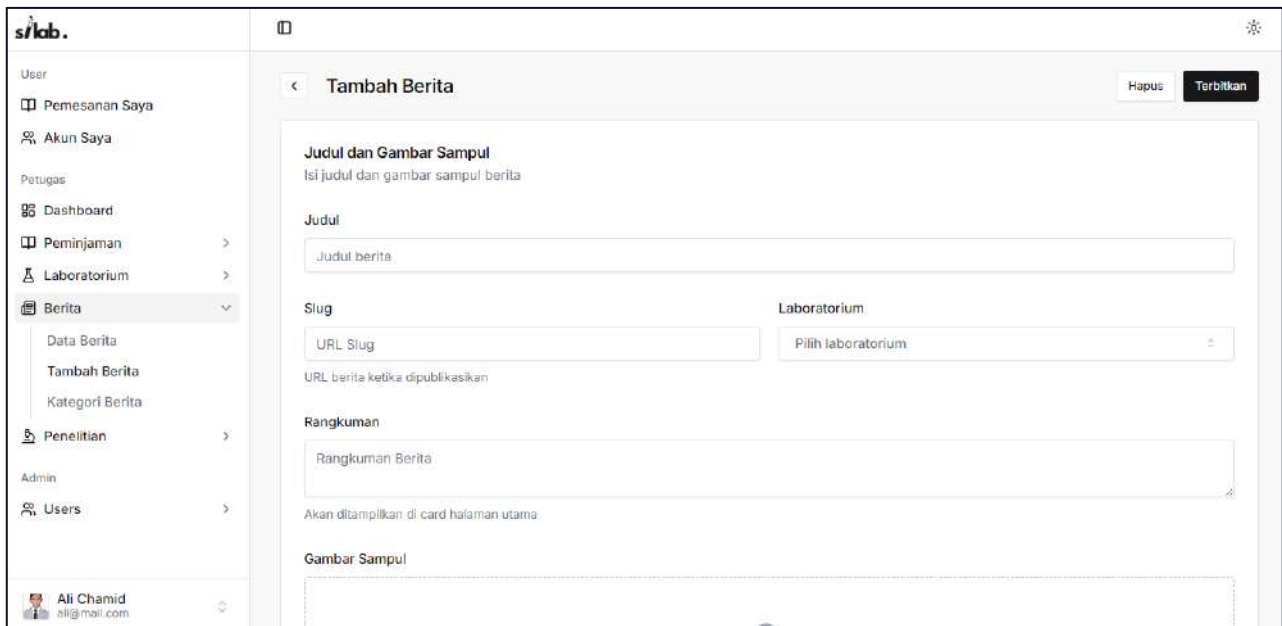 silab.
User
Pemesanan Saya
Akun Saya
Petugas
Dashboard
Peminjaman
Laboratorium
Berita
Data Berita
Tambah Berita
Kategori Berita
Penelitian
Admin
Users
Ali Chamid
ali@mail.com
Tambah Berita
Hapus
Terbitkan
Judul dan Gambar Sampul
Isi judul dan gambar sampul berita
Judul
Judul berita
Slug
Laboratorium
URL Slug
Pilih laboratorium
URL berita ketika dipublikasikan
Rangkuman
Rangkuman Berita
Akan ditampilkan di card halaman utama
Gambar Sampul